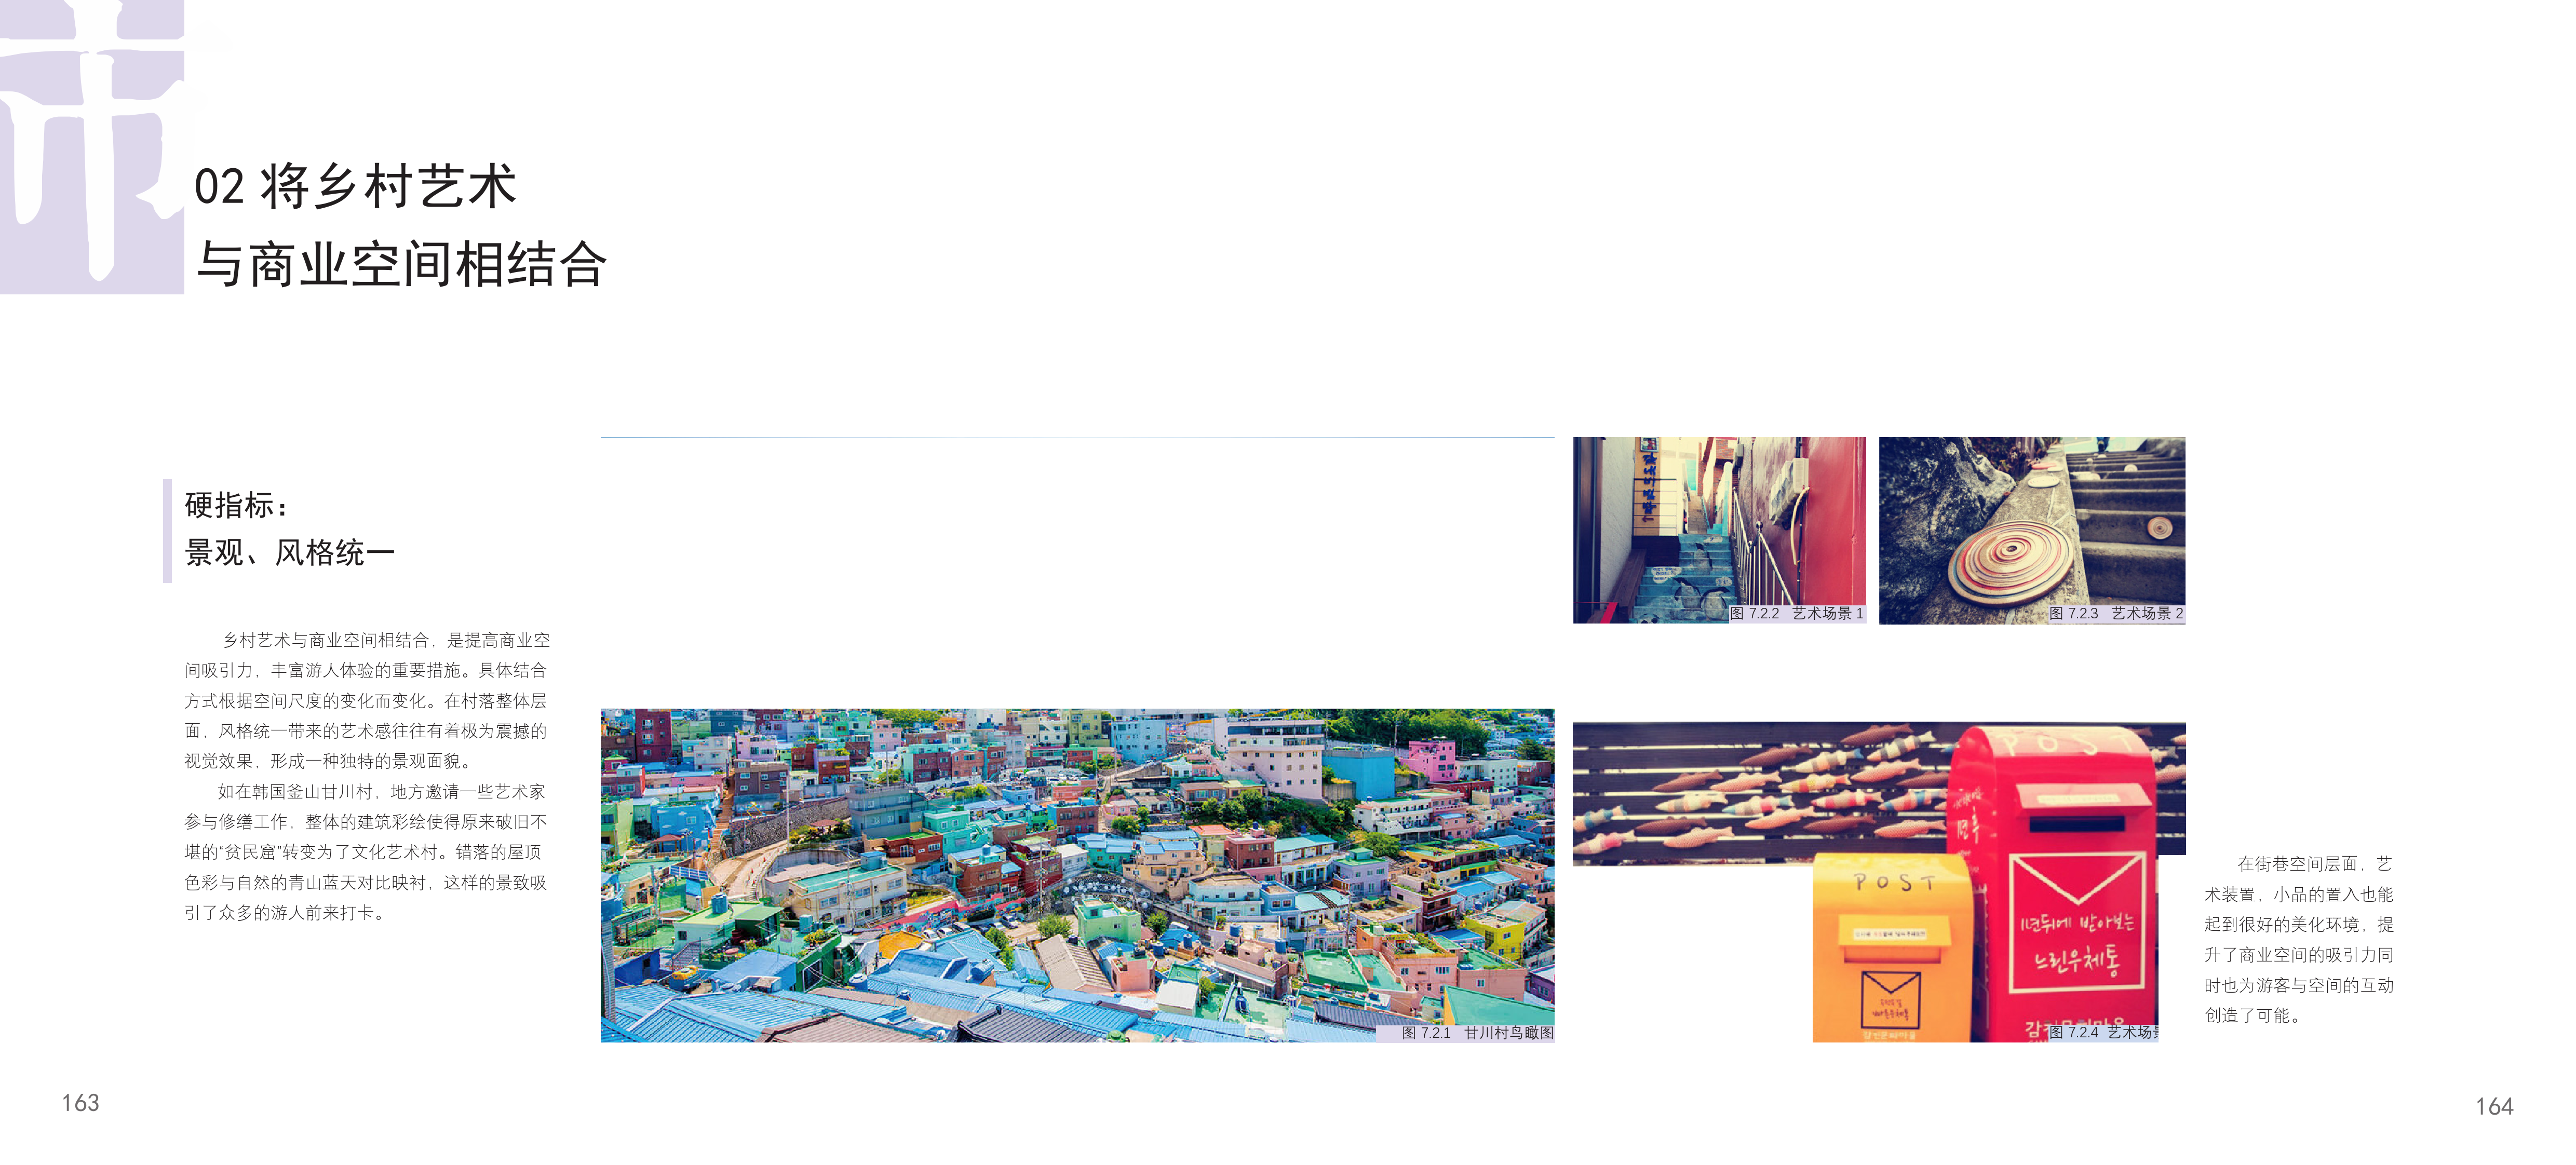 市
02 将乡村艺术
与商业空间相结合
硬指标：
景观、风格统一
乡村艺术与商业空间相结合，是提高商业空
间吸引力，丰富游人体验的重要措施。具体结合
方式根据空间尺度的变化而变化。在村落整体层
面，风格统一带来的艺术感往往有着极为震撼的
视觉效果，形成一种独特的景观面貌。
如在韩国釜山甘川村，地方邀请一些艺术家
参与修缮工作，整体的建筑彩绘使得原来破旧不
堪的“贫民窟”转变为了文化艺术村。错落的屋顶
色彩与自然的青山蓝天对比映衬，这样的景致吸
引了众多的游人前来打卡。
图 7.2.1 甘川村鸟瞰图
163
图 7.2.2 艺术场景 1
图 7.2.3 艺术场景 2
POST
POST
1년뒤에 받아보는
느린우체통
图 7.2.4 艺术场
在街巷空间层面，艺
术装置，小品的置入也能
起到很好的美化环境，提
升了商业空间的吸引力同
时也为游客与空间的互动
创造了可能。
164